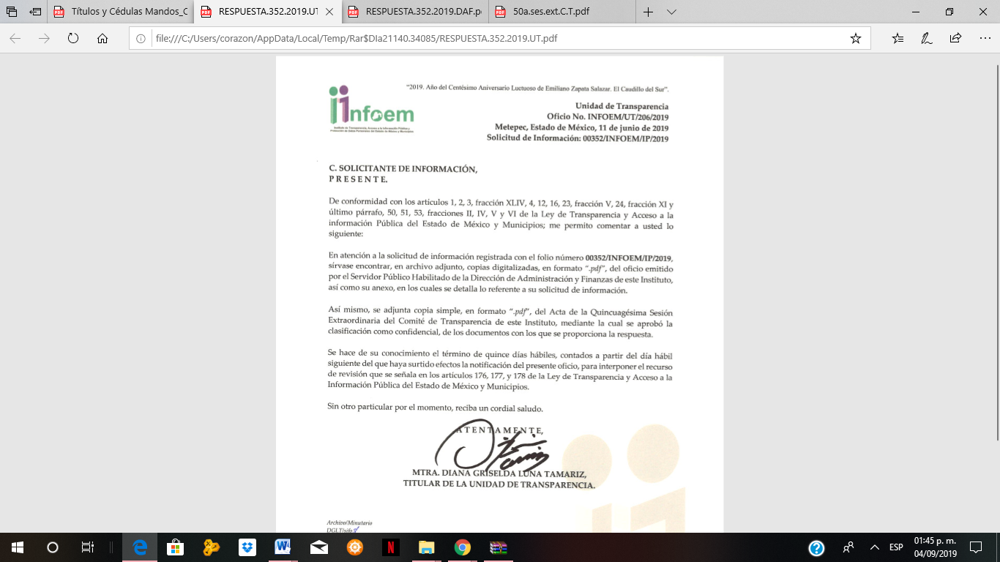 Títulos y Cédulas Mandos_C
RESPUESTA.352.2019.UT
RESPUESTA.352.2019.DAF.p
50a.ses.ext.C.T.pdf
file:///C:/Users/corazon/AppData/Local/Temp/Rar$DIa21140.34085/RESPUESTA.352.2019.UT.pdf
"2019. Año del Centésimo Aniversario Luctuoso de Emiliano Zapata Salazar. El Caudillo del Sur".
infoem
Instituto de Transparencia, Acceso a la Información Pública y
Protección de Datos Personales del Estado de México y Municipios
Unidad de Transparencia
Oficio No. INFOEM/UT/206/2019
Metepec, Estado de México, 11 de junio de 2019
Solicitud de Información: 00352/INFOEM/IP/2019
C. SOLICITANTE DE INFORMACIÓN,
P R E S E N T E.
De conformidad con los artículos 1, 2, 3, fracción XLIV, 4, 12, 16, 23, fracción V, 24, fracción XI y
último párrafo, 50, 51, 53, fracciones II, IV, V y VI de la Ley de Transparencia y Acceso a la
información Pública del Estado de México y Municipios; me permito comentar a usted lo
siguiente:
En atención a la solicitud de información registrada con el folio número 00352/INFOEM/IP/2019,
sírvase encontrar, en archivo adjunto, copias digitalizadas, en formato ".pdf", del oficio emitido
por el Servidor Público Habilitado de la Dirección de Administración y Finanzas de este Instituto,
así como su anexo, en los cuales se detalla lo referente a su solicitud de información.
Así mismo, se adjunta copia simple, en formato ".pdf", del Acta de la Quincuagésima Sesión
Extraordinaria del Comité de Transparencia de este Instituto, mediante la cual se aprobó la
clasificación como confidencial, de los documentos con los que se proporciona la respuesta.
Se hace de su conocimiento el término de quince días hábiles, contados a partir del día hábil
siguiente del que haya surtido efectos la notificación del presente oficio, para interponer el recurso
de revisión que se señala en los artículos 176, 177, y 178 de la Ley de Transparencia y Acceso a la
Información Pública del Estado de México y Municipios.
Sin otro particular por el momento, reciba un cordial saludo.
A T E N T A M E N T E,
MTRA. DIANA GRISELDA LUNA TAMARIZ,
TITULAR DE LA UNIDAD DE TRANSPARENCIA.
Archivo/Minutario
DGLT/sifo
ESP
01:45 p. m.
04/09/2019